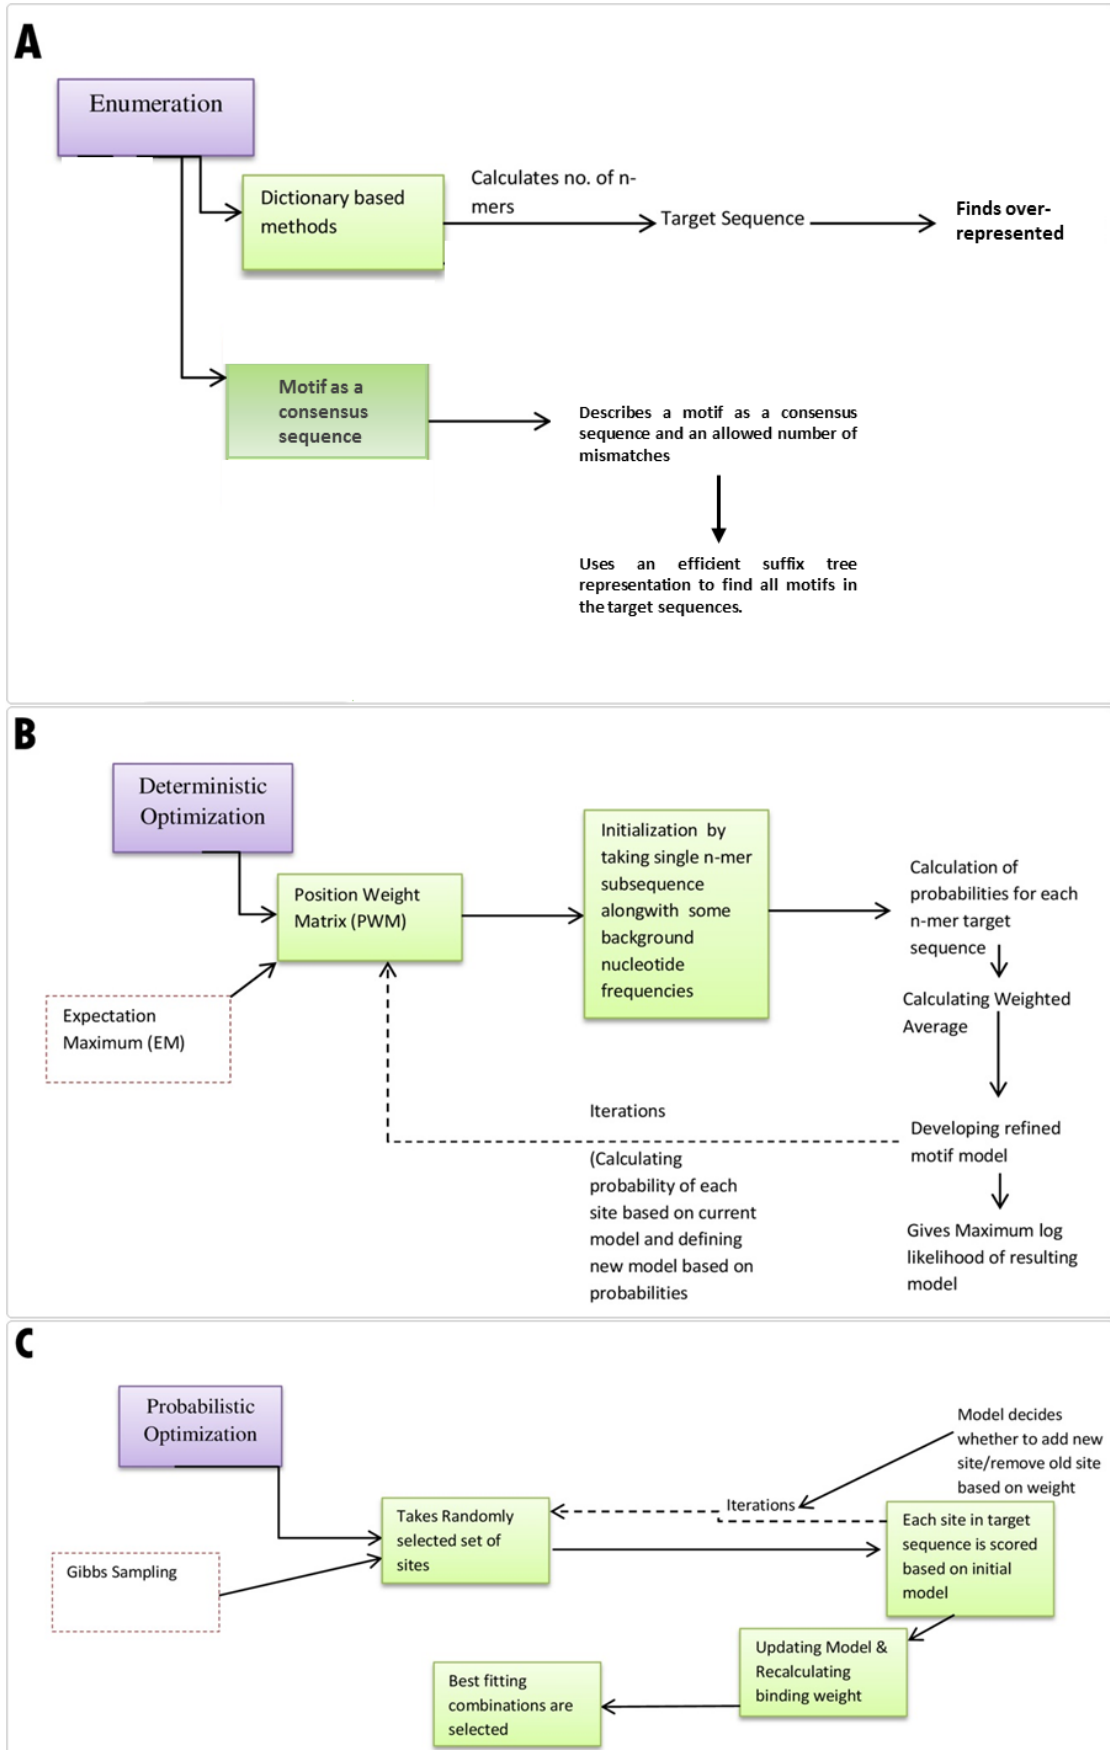 A
Enumeration
Dictionary based
methods
Calculates no. of n-
mers
Target Sequence
Finds over-
represented
Motif as a
consensus
sequence
Describes a motif as a consensus
sequence and an allowed number of
mismatches
Uses an efficient suffix tree
representation to find all motifs in
the target sequences.
B
Deterministic
Optimization
Position Weight
Matrix (PWM)
Expectation
Maximum (EM)
Initialization by
taking single n-mer
subsequence
alongwith some
background
nucleotide
frequencies
Calculation of
probabilities for each
n-mer target
sequence
Calculating Weighted
Average
Developing refined
motif model
Gives Maximum log
likelihood of resulting
model
Iterations
(Calculating
probability of each
site based on current
model and defining
new model based on
probabilities
C
Probabilistic
Optimization
Gibbs Sampling
Takes Randomly
selected set of
sites
Iterations
Model decides
whether to add new
site/remove old site
based on weight
Each site in target
sequence is scored
based on initial
model
Updating Model &
Recalculating
binding weight
Best fitting
combinations are
selected